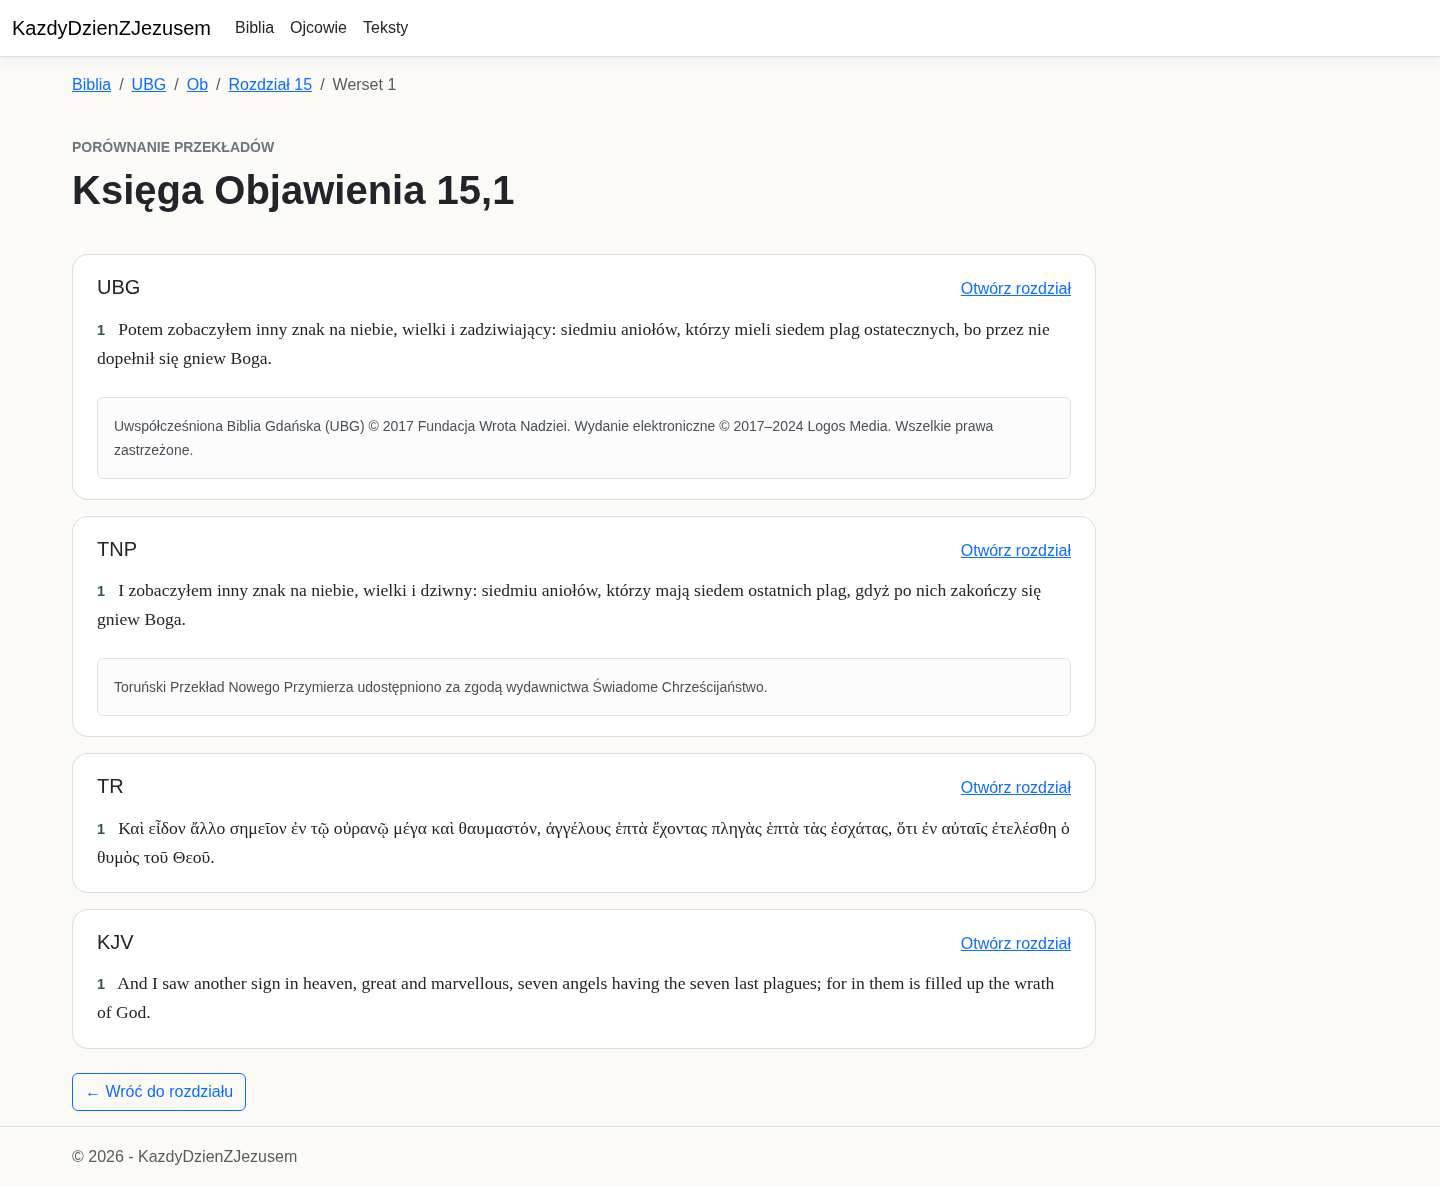 KazdyDzienZJezusem Biblia Ojcowie Teksty
Biblia / UBG / Ob / Rozdział 15 / Werset 1
PORÓWNANIE PRZEKŁADÓW
Księga Objawienia 15,1
UBG Otwórz rozdział
1 Potem zobaczyłem inny znak na niebie, wielki i zadziwiający: siedmiu aniołów, którzy mieli siedem plag ostatecznych, bo przez nie
dopełnił się gniew Boga.
Uwspółcześniona Biblia Gdańska (UBG) © 2017 Fundacja Wrota Nadziei. Wydanie elektroniczne © 2017–2024 Logos Media. Wszelkie prawa
zastrzeżone.
TNP Otwórz rozdział
1 I zobaczyłem inny znak na niebie, wielki i dziwny: siedmiu aniołów, którzy mają siedem ostatnich plag, gdyż po nich zakończy się
gniew Boga.
Toruński Przekład Nowego Przymierza udostępniono za zgodą wydawnictwa Świadome Chrześcijaństwo.
TR Otwórz rozdział
1 Καὶ εἶδον ἄλλο σημεῖον ἐν τῷ οὐρανῷ μέγα καὶ θαυμαστόν, ἀγγέλους ἑπτὰ ἔχοντας πληγὰς ἑπτὰ τὰς ἐσχάτας, ὅτι ἐν αὐταῖς ἐτελέσθη ὁ
θυμὸς τοῦ Θεοῦ.
KJV Otwórz rozdział
1 And I saw another sign in heaven, great and marvellous, seven angels having the seven last plagues; for in them is filled up the wrath
of God.
← Wróć do rozdziału
© 2026 - KazdyDzienZJezusem